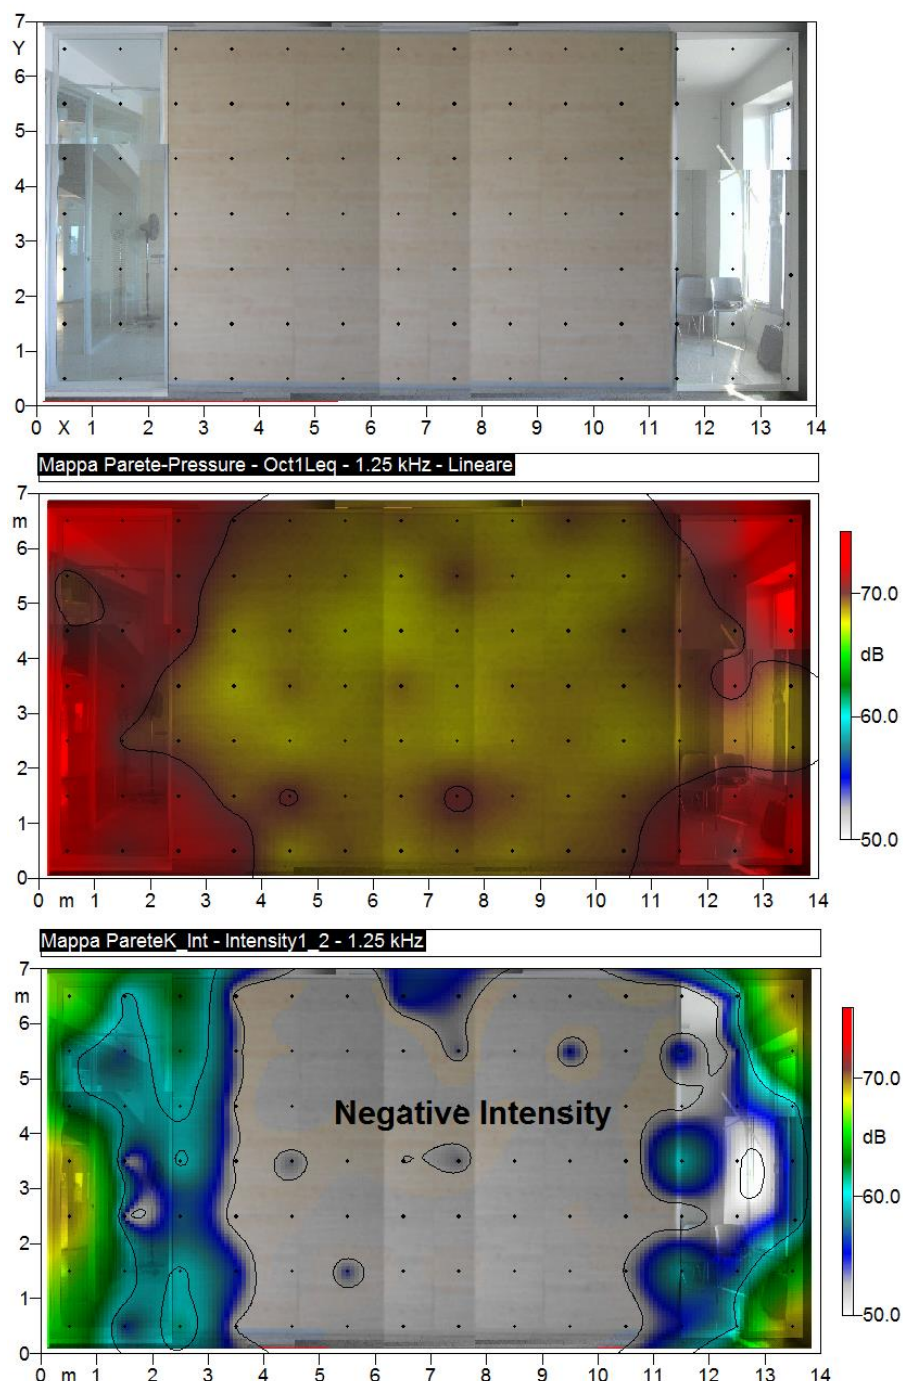 7
Y
6
5
4
3
2
1
0
0 X 1 2 3 4 5 6 7 8 9 10 11 12 13 14
Mappa Parete-Pressure - Oct1Leq - 1.25 kHz - Lineare
7
m
6
5
4
3
2
1
0
70.0
dB
60.0
50.0
0 m 1 2 3 4 5 6 7 8 9 10 11 12 13 14
Mappa PareteK_Int - Intensity1_2 - 1.25 kHz
7
m
6
5
4
3
2
1
0
Negative Intensity
70.0
dB
60.0
50.0
0 m 1 2 3 4 5 6 7 8 9 10 11 12 13 14